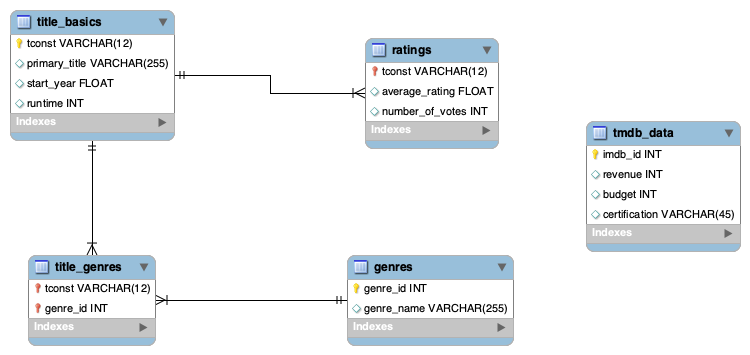 title_basics
tconst VARCHAR(12)
primary_title VARCHAR(255)
start_year FLOAT
runtime INT
Indexes
ratings
tconst VARCHAR(12)
average_rating FLOAT
number_of_votes INT
Indexes
tmdb_data
imdb_id INT
revenue INT
budget INT
certification VARCHAR(45)
Indexes
title_genres
tconst VARCHAR(12)
genre_id INT
Indexes
genres
genre_id INT
genre_name VARCHAR(255)
Indexes